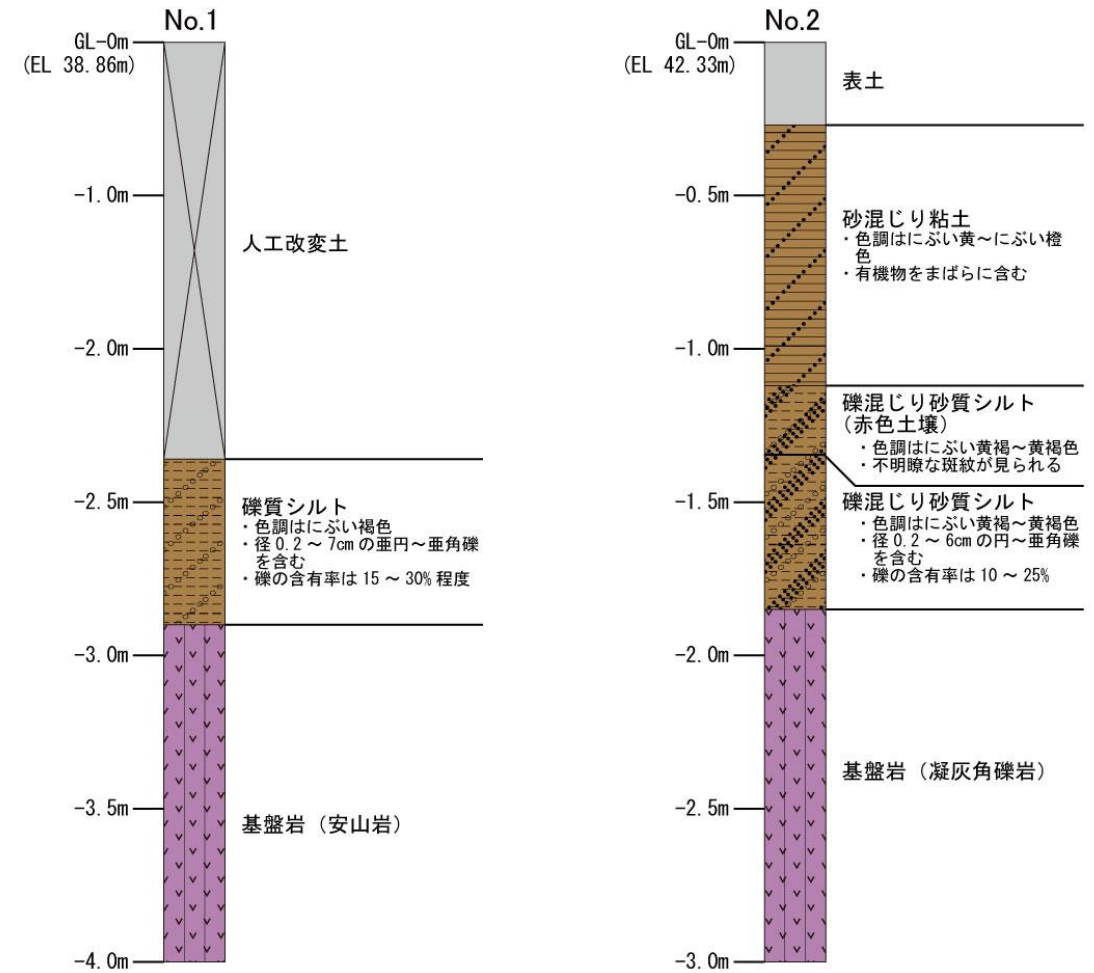 No.1
GL-0m
(EL 38.86m)
-1.0m
-2.0m
-2.5m
-3.0m
-3.5m
-4.0m
人工改変土
礫質シルト
・色調はにぶい褐色
・径0.2～7cmの亜円～亜角礫
を含む
・礫の含有率は15～30%程度
基盤岩（安山岩）
No.2
GL-0m
(EL 42.33m)
-0.5m
-1.0m
-1.5m
-2.0m
-2.5m
-3.0m
表土
砂混じり粘土
・色調はにぶい黄～にぶい橙
色
・有機物をまばらに含む
礫混じり砂質シルト
(赤色土壌)
・色調はにぶい黄褐～黄褐色
・不明瞭な斑紋が見られる
礫混じり砂質シルト
・色調はにぶい黄褐～黄褐色
・径0.2～6cmの円～亜角礫
を含む
・礫の含有率は10～25%
基盤岩（凝灰角礫岩）